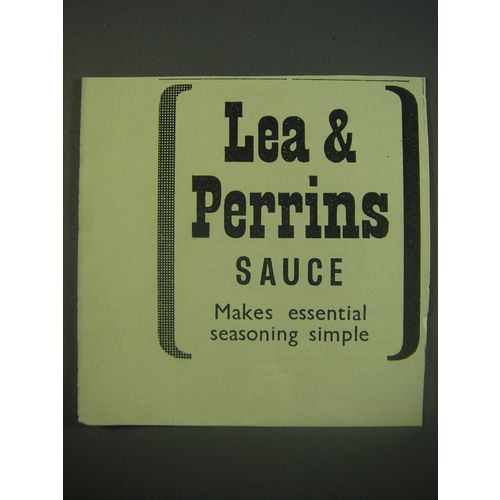 Lea &
Perrins
SAUCE
Makes essential
seasoning simple